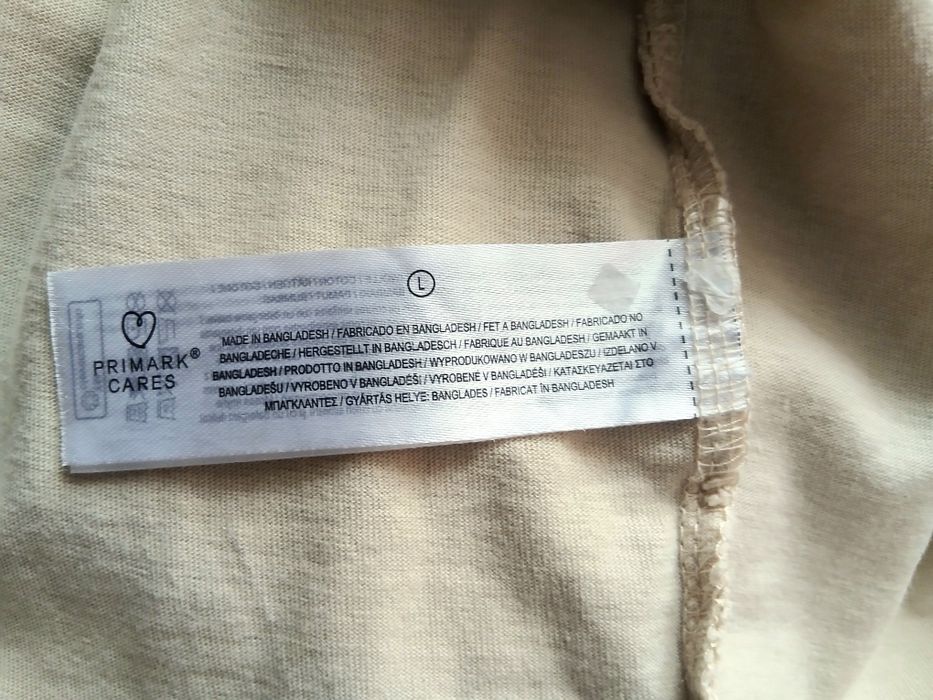 L
PRIMARK®
CARES
MADE IN BANGLADESH / FABRICADO EN BANGLADESH / FET A BANGLADESH / FABRICADO NO
BANGLADECHE / HERGESTELLT IN BANGLADESCH / FABRIQUE AU BANGLADESH / GEMAAKT IN
BANGLADESH / PRODOTTO IN BANGLADESH / WYPRODUKOWANO W BANGLADESZU / IZDELANO V
BANGLADEŠU / VYROBENO V BANGLADÉŠI / VYROBENÉ V BANGLADÉŠI / ΚΑΤΑΣΚΕΥΑΖΕΤΑΙ ΣΤΟ
ΜΠΑΓΚΛΑΝΤΕΣ / GYÁRTÁS HELYE: BANGLADES / FABRICAT ÎN BANGLADESH